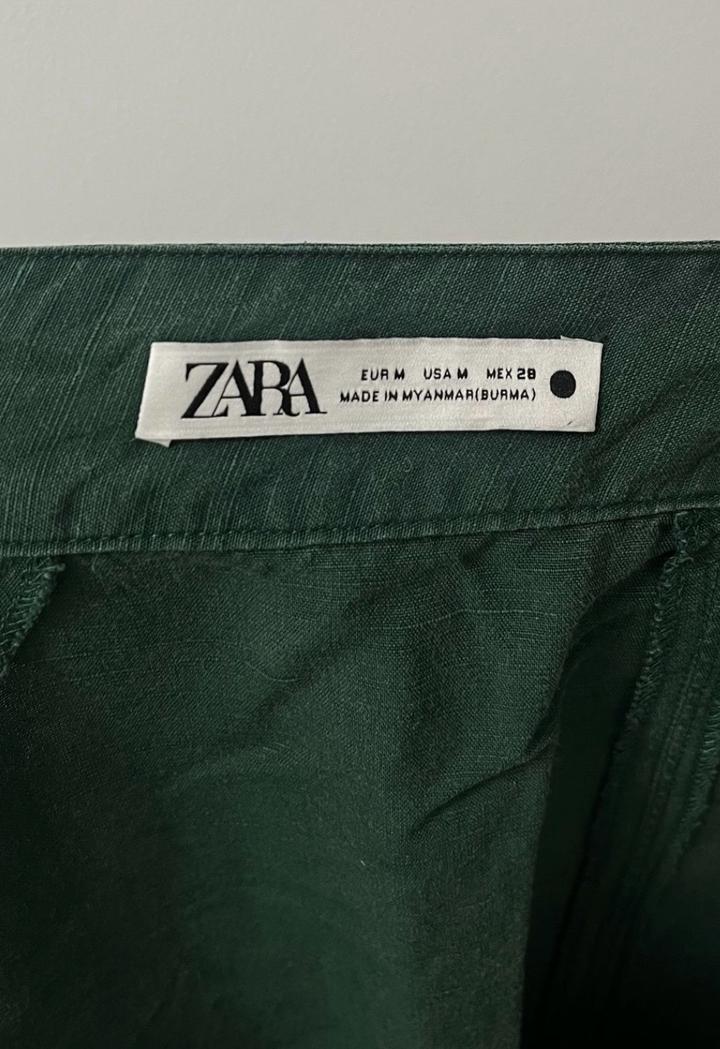 ZARA
EUR M USA M MEX 28
MADE IN MYANMAR(BURMA)